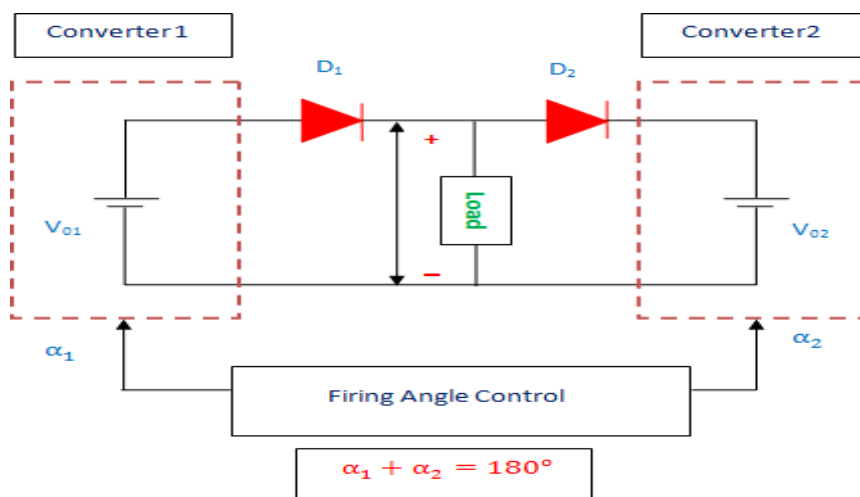 Converter1
Converter2
D₁
D₂
+
Load
V₀₁
V₀₂
−
α₁
α₂
Firing Angle Control
α₁ + α₂ = 180°